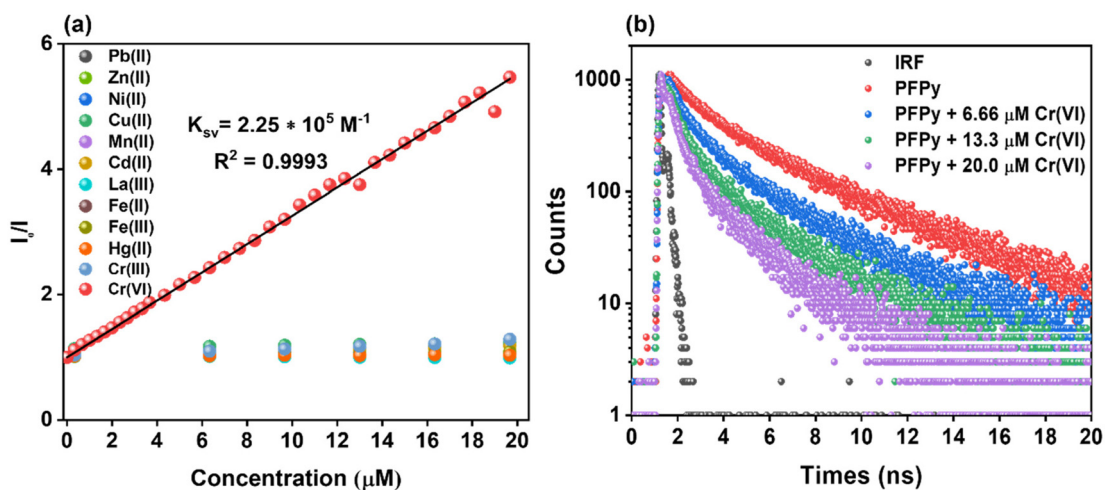 (a)
6
4
2
0
I₀/I
Pb(II)
Zn(II)
Ni(II)
Cu(II)
Mn(II)
Cd(II)
La(III)
Fe(II)
Fe(III)
Hg(II)
Cr(III)
Cr(VI)
Kₛᵥ= 2.25 * 10⁵ M⁻¹
R² = 0.9993
0 2 4 6 8 10 12 14 16 18 20
Concentration (μM)
(b)
1000
100
10
1
Counts
IRF
PFPy
PFPy + 6.66 μM Cr(VI)
PFPy + 13.3 μM Cr(VI)
PFPy + 20.0 μM Cr(VI)
0 2 4 6 8 10 12 14 16 18 20
Times (ns)